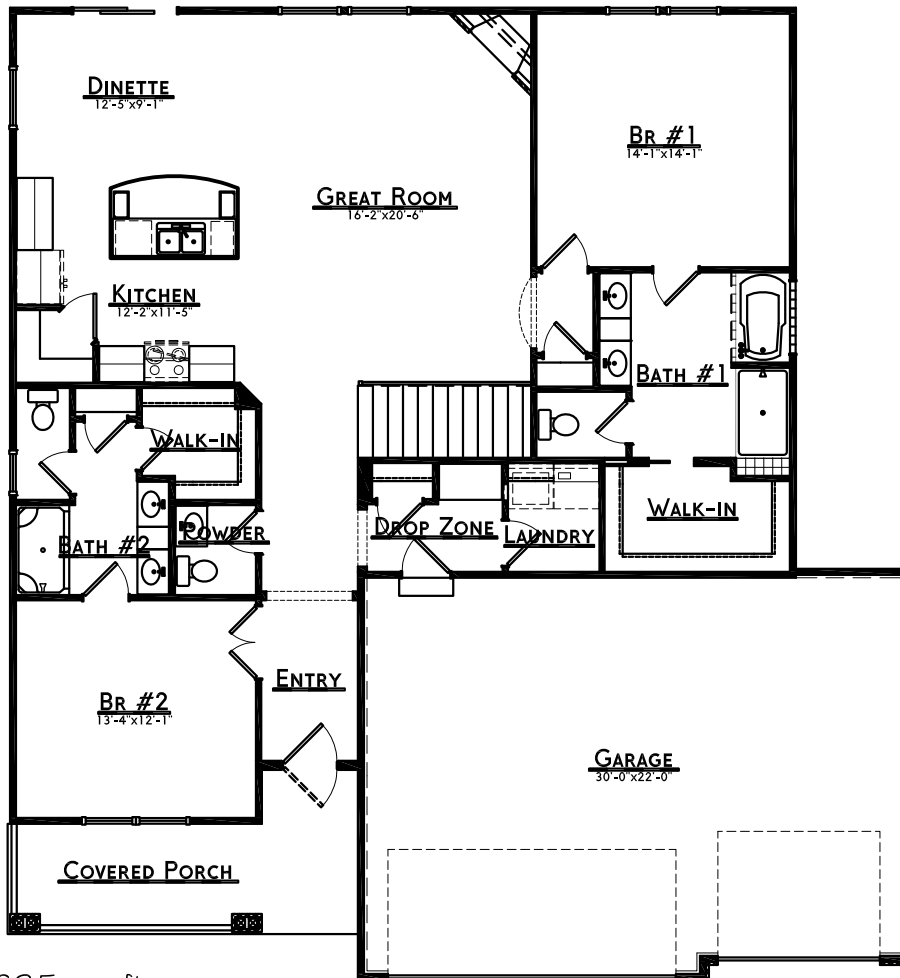 DINETTE
12'-5"x9'-1"
BR #1
14'-1"x14'-1"
GREAT ROOM
16'-2"x20'-6"
KITCHEN
12'-2"x11'-5"
BATH #1
WALK-IN
WALK-IN
DROP ZONE
LAUNDRY
POWDER
BATH #2
ENTRY
BR #2
13'-4"x12'-1"
GARAGE
30'-0"x22'-0"
COVERED PORCH